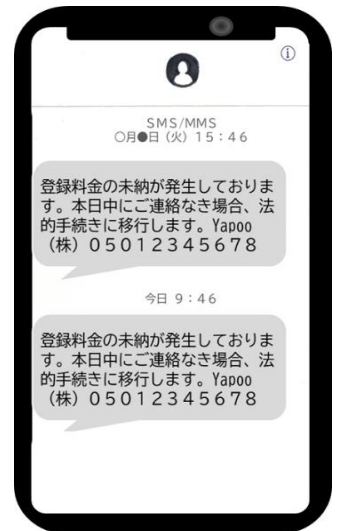 SMS/MMS
〇月●日（火）１５：４６
登録料金の未納が発生しておりま
す。本日中にご連絡なき場合、法
的手続きに移行します。Yapoo
（株）０５０１２３４５６７８
今日 ９：４６
登録料金の未納が発生しておりま
す。本日中にご連絡なき場合、法
的手続きに移行します。Yapoo
（株）０５０１２３４５６７８